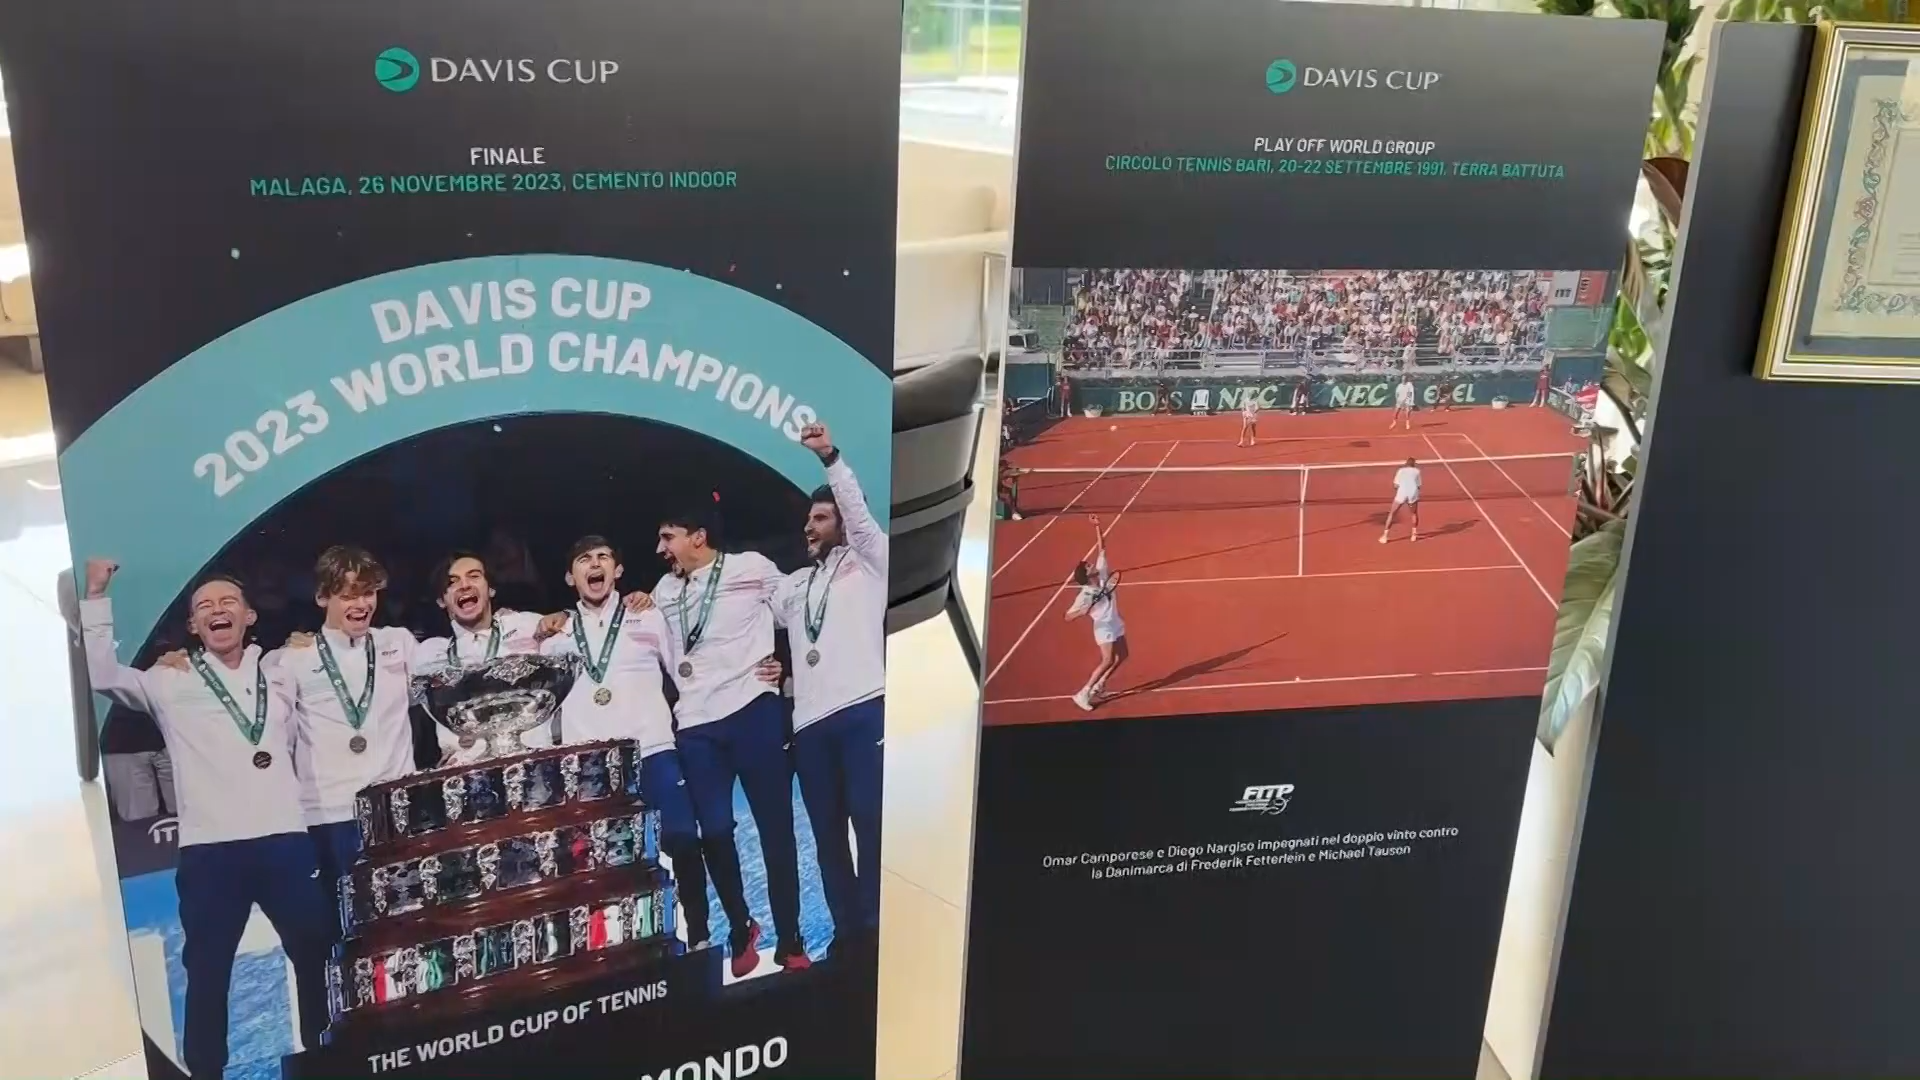 DAVIS CUP
FINALE
MALAGA, 26 NOVEMBRE 2023, CEMENTO INDOOR
DAVIS CUP
2023 WORLD CHAMPIONS
THE WORLD CUP OF TENNIS
MONDO
DAVIS CUP
PLAY OFF WORLD GROUP
CIRCOLO TENNIS BARI, 20-22 SETTEMBRE 1991, TERRA BATTUTA
NEC NEC
FITP
Omar Camporese e Diego Nargiso impegnati nel doppio vinto contro
la Danimarca di Frederik Fetterlein e Michael Tauson